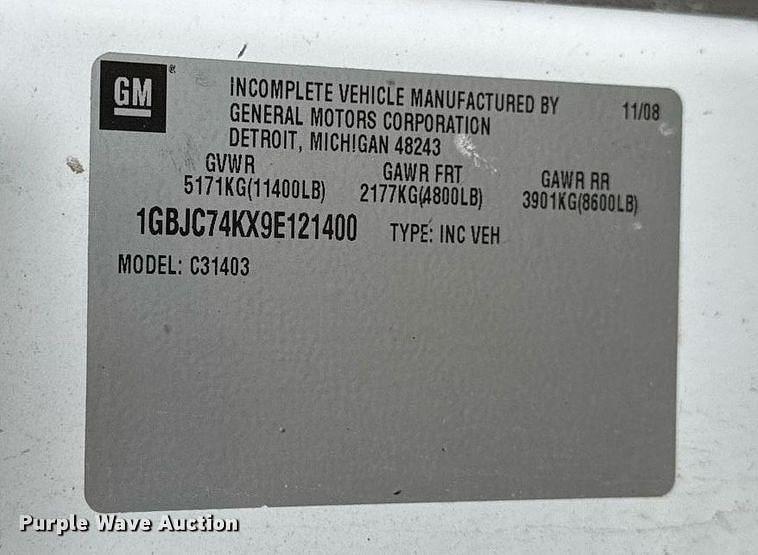 GM
INCOMPLETE VEHICLE MANUFACTURED BY 11/08
GENERAL MOTORS CORPORATION
DETROIT, MICHIGAN 48243
GVWR GAWR FRT GAWR RR
5171KG(11400LB) 2177KG(4800LB) 3901KG(8600LB)
1GBJC74KX9E121400 TYPE: INC VEH
MODEL: C31403
Purple Wave Auction